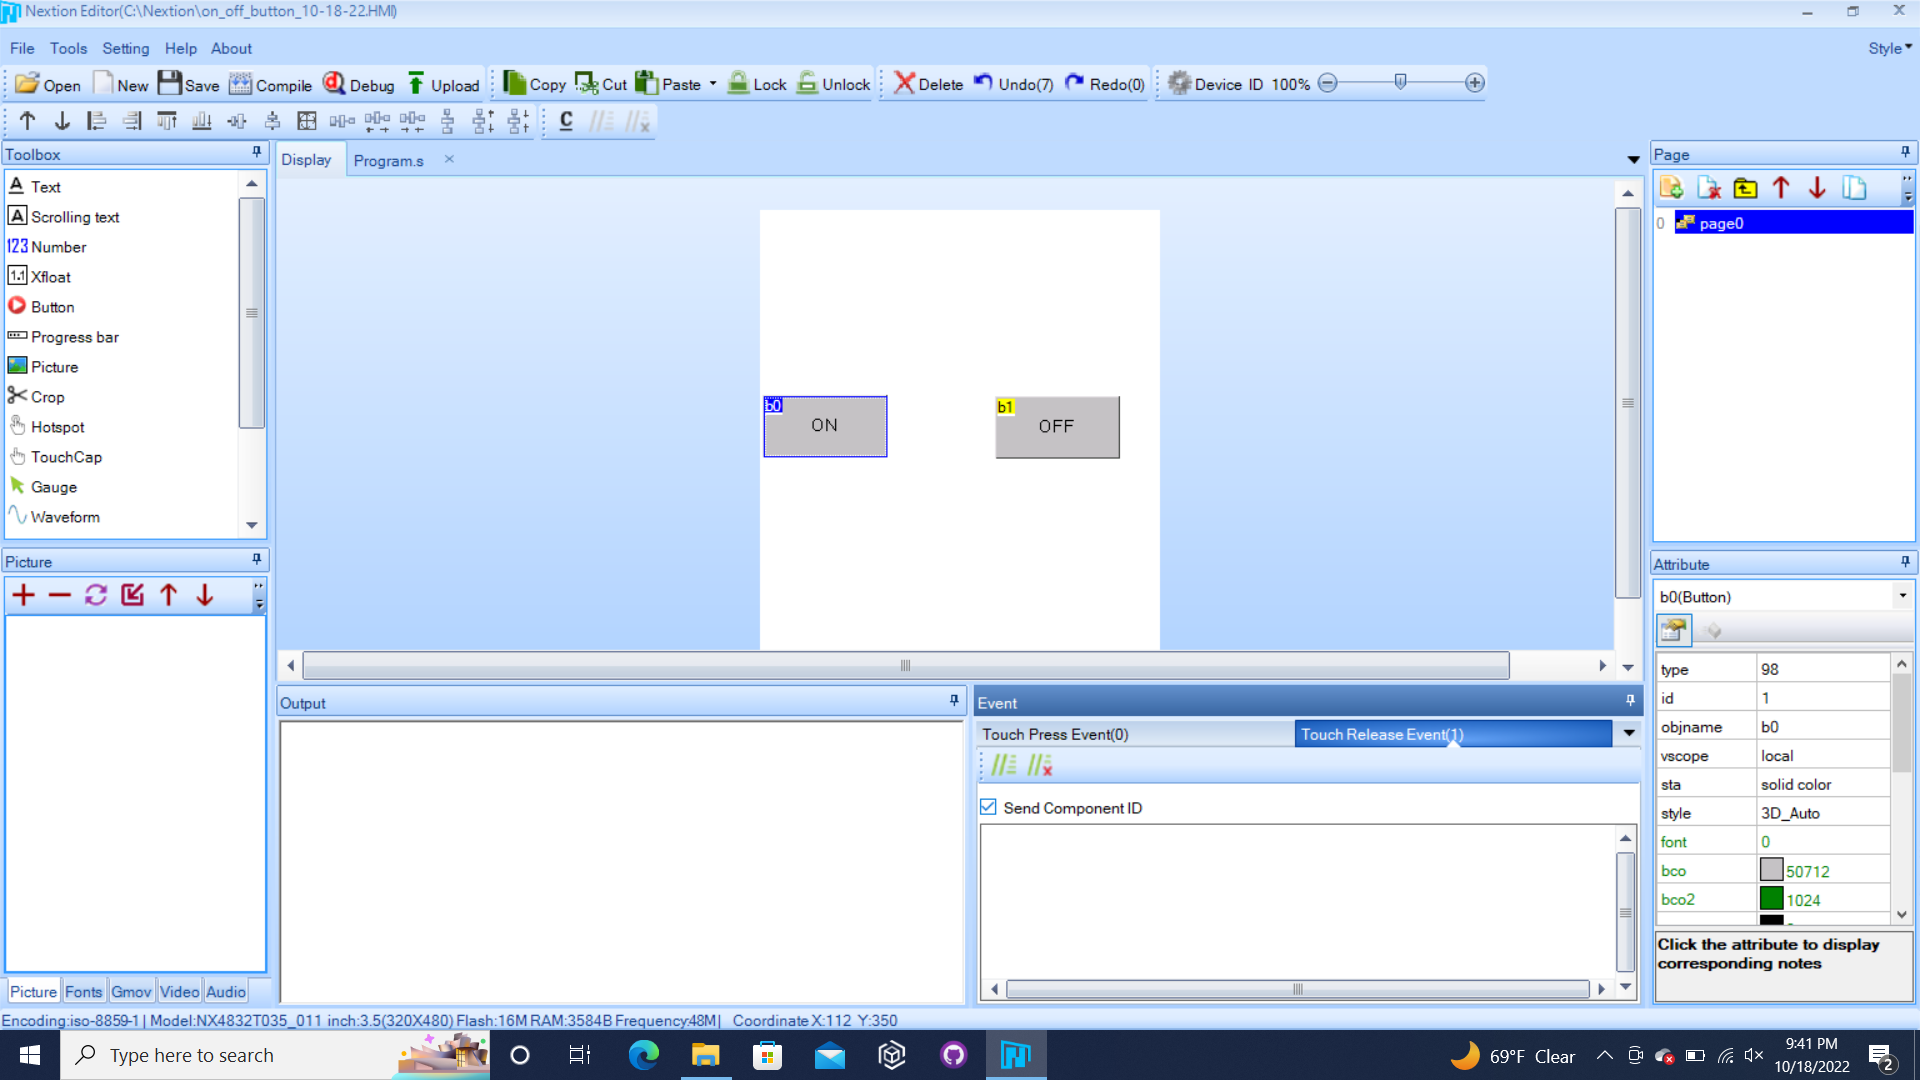 Nextion Editor(C:\Nextion\on_off_button_10-18-22.HMI)
File Tools Setting Help About Style
Open New Save Compile Debug Upload Copy Cut Paste Lock Unlock Delete Undo(7) Redo(0) Device ID 100%
C
Toolbox
Text
Scrolling text
Number
Xfloat
Button
Progress bar
Picture
Crop
Hotspot
TouchCap
Gauge
Waveform
Picture
Picture Fonts Gmov Video Audio
Display Program.s
b0
ON
b1
OFF
Output
Event
Touch Press Event(0) Touch Release Event(1)
Send Component ID
Page
0 page0
Attribute
b0(Button)
type 98
id 1
objname b0
vscope local
sta solid color
style 3D_Auto
font 0
bco 50712
bco2 1024
Click the attribute to display
corresponding notes
Encoding:iso-8859-1 | Model:NX4832T035_011 inch:3.5(320X480) Flash:16M RAM:3584B Frequency:48M | Coordinate X:112 Y:350
Type here to search
69°F Clear
9:41 PM
10/18/2022
2